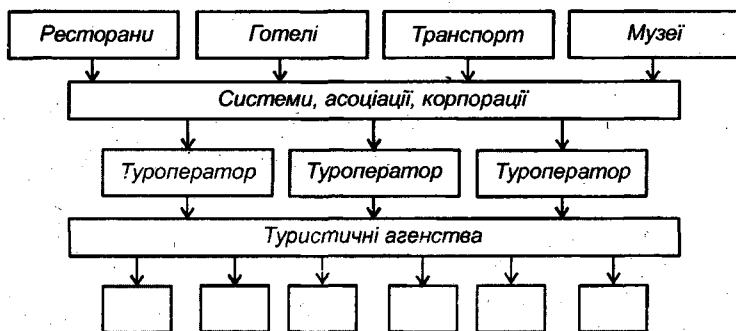 Ресторани Готелі Транспорт Музеї
Системи, асоціації, корпорації
Туроператор Туроператор Туроператор
Туристичні агенства